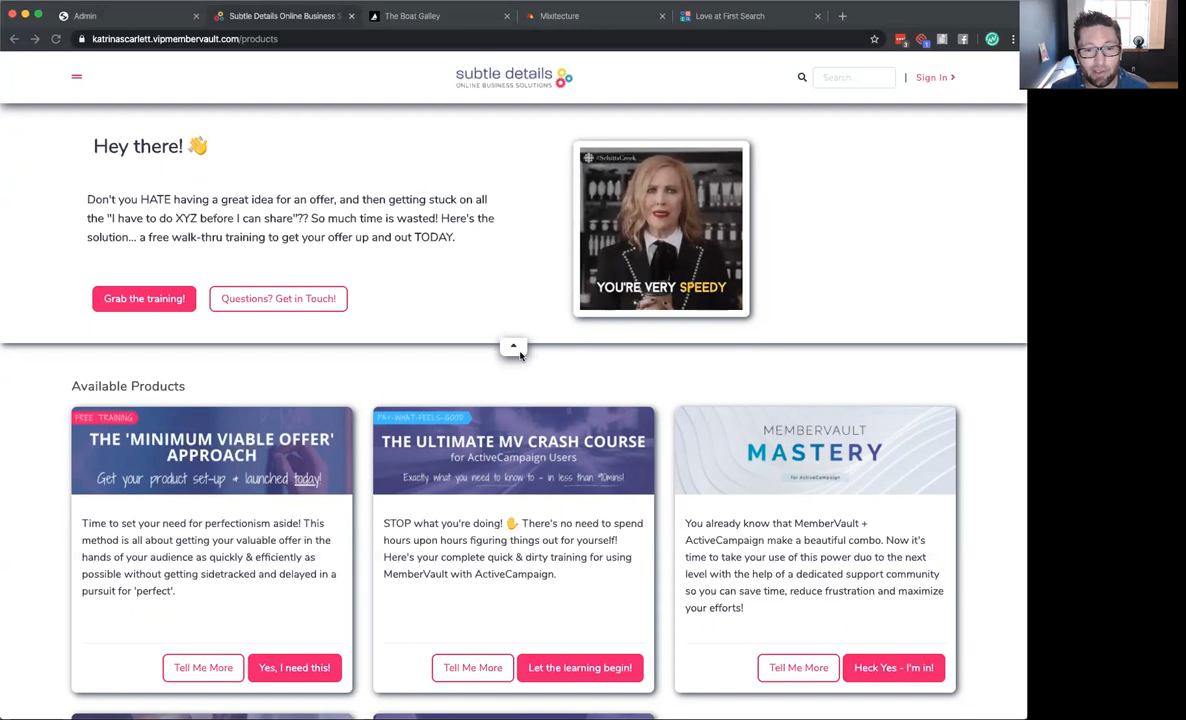 Admin
Subtle Details Online Business S
The Boat Galley
Mixitecture
Love at First Search
katrinascarlett.vipmembervault.com/products
subtle details
ONLINE BUSINESS SOLUTIONS
Search...
| Sign In >
Hey there! 👋
Don't you HATE having a great idea for an offer, and then getting stuck on all
the "I have to do XYZ before I can share"?? So much time is wasted! Here's the
solution... a free walk-thru training to get your offer up and out TODAY.
Grab the training!
Questions? Get in Touch!
#SchittsCreek
YOU'RE VERY SPEEDY
Available Products
FREE TRAINING
THE 'MINIMUM VIABLE OFFER'
APPROACH
Get your product set-up + launched today!
Time to set your need for perfectionism aside! This
method is all about getting your valuable offer in the
hands of your audience as quickly & efficiently as
possible without getting sidetracked and delayed in a
pursuit for 'perfect'.
Tell Me More
Yes, I need this!
PAY-WHAT-FEELS-GOOD
THE ULTIMATE MV CRASH COURSE
for ActiveCampaign Users
Exactly what you need to know - in less than 90mins!
STOP what you're doing! ✋ There's no need to spend
hours upon hours figuring things out for yourself!
Here's your complete quick & dirty training for using
MemberVault with ActiveCampaign.
Tell Me More
Let the learning begin!
MEMBERVAULT
MASTERY
for ActiveCampaign
You already know that MemberVault +
ActiveCampaign make a beautiful combo. Now it's
time to take your use of this power duo to the next
level with the help of a dedicated support community
so you can save time, reduce frustration and maximize
your efforts!
Tell Me More
Heck Yes - I'm in!